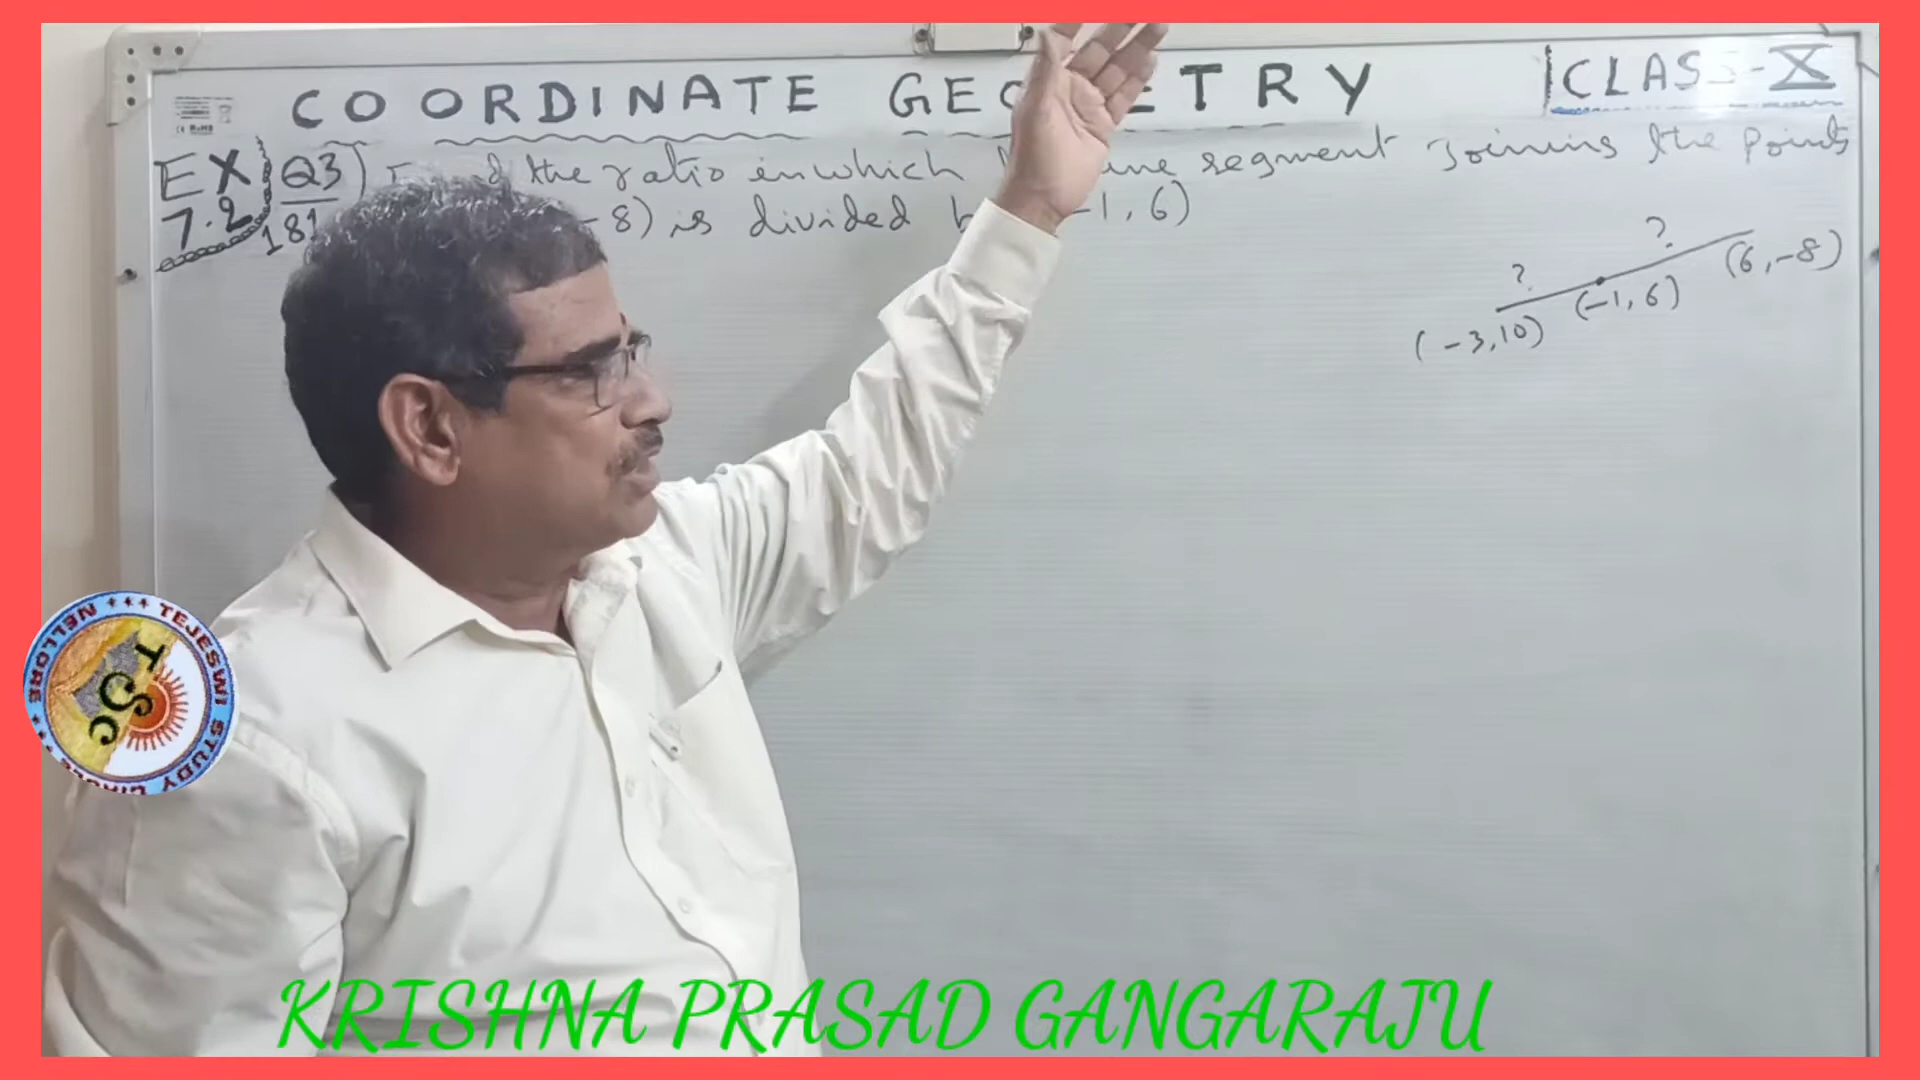 COORDINATE GE TRY CLASS-X
EX Q3) the ratio in which segment Joining the Points
7.2 181 -8) is divided -1, 6)
? ?
(6, -8)
(-1, 6)
(-3, 10)
NELLORE *** TEJESWI STUDY
TSC
KRISHNA PRASAD GANGARAJU